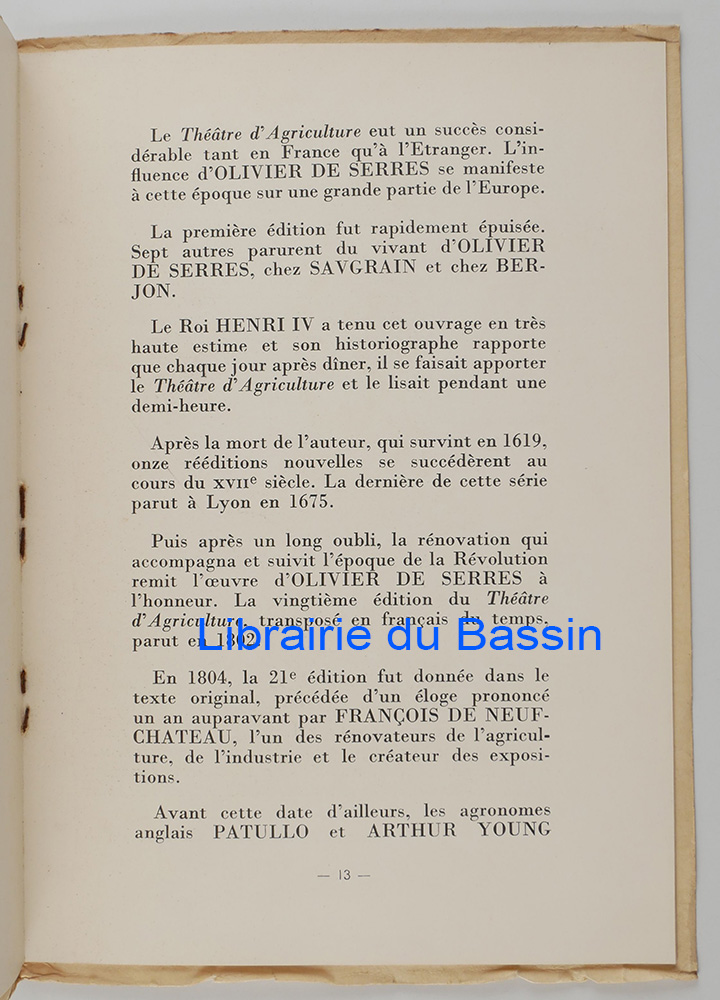 Le Théâtre d'Agriculture eut un succès consi-
dérable tant en France qu'à l'Etranger. L'in-
fluence d'OLIVIER DE SERRES se manifeste
à cette époque sur une grande partie de l'Europe.
La première édition fut rapidement épuisée.
Sept autres parurent du vivant d'OLIVIER
DE SERRES, chez SAVGRAIN et chez BER-
JON.
Le Roi HENRI IV a tenu cet ouvrage en très
haute estime et son historiographe rapporte
que chaque jour après dîner, il se faisait apporter
le Théâtre d'Agriculture et le lisait pendant une
demi-heure.
Après la mort de l'auteur, qui survint en 1619,
onze rééditions nouvelles se succédèrent au
cours du XVIIe siècle. La dernière de cette série
parut à Lyon en 1675.
Puis après un long oubli, la rénovation qui
accompagna et suivit l'époque de la Révolution
remit l'œuvre d'OLIVIER DE SERRES à
l'honneur. La vingtième édition du Théâtre
d'Agriculture, transposé en français du temps,
parut en 1802.
Librairie du Bassin
En 1804, la 21e édition fut donnée dans le
texte original, précédée d'un éloge prononcé
un an auparavant par FRANÇOIS DE NEUF-
CHATEAU, l'un des rénovateurs de l'agricul-
ture, de l'industrie et le créateur des exposi-
tions.
Avant cette date d'ailleurs, les agronomes
anglais PATULLO et ARTHUR YOUNG
— 13 —